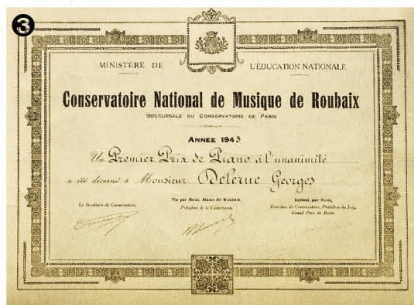 3
MINISTÈRE DE L'ÉDUCATION NATIONALE
Conservatoire National de Musique de Roubaix
SUCCURSALE DU CONSERVATOIRE DE PARIS
ANNÉE 1945
Un Premier Prix de Piano à l'unanimité
a été décerné à Monsieur Delerue Georges
Le Secrétaire du Conservatoire,
Vu par Nous, Maire de Roubaix,
Président de la Commission,
Délivré par Nous,
Directeur du Conservatoire, Président du Jury,
Grand Prix de Rome,